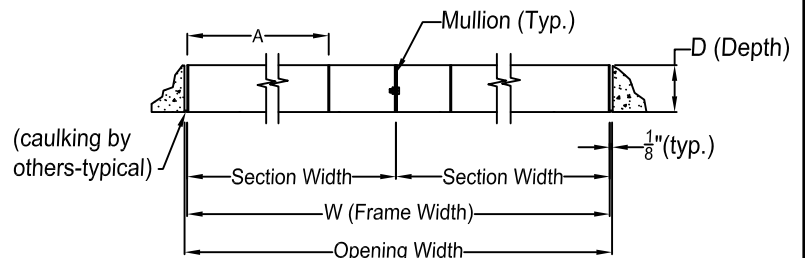 Mullion (Typ.)
A
D (Depth)
(caulking by
others-typical)
1/8"(typ.)
Section Width
Section Width
W (Frame Width)
Opening Width